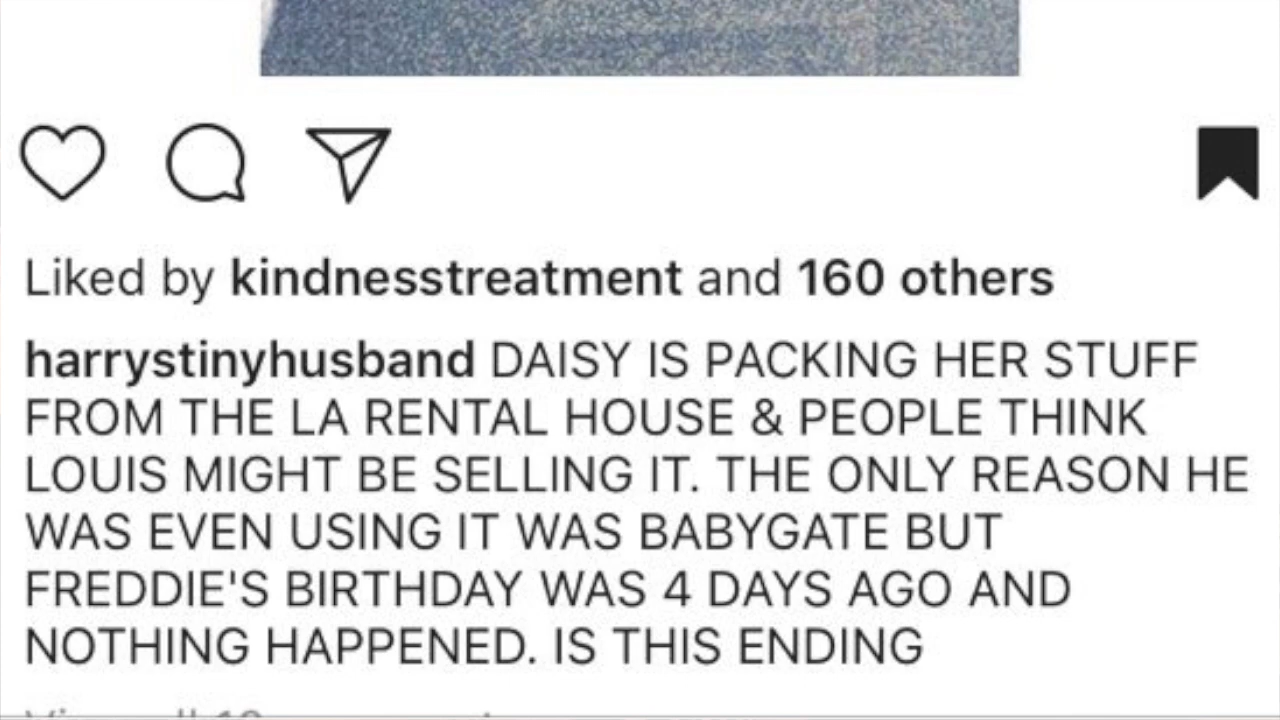 Liked by kindnesstreatment and 160 others
harrystinyhusband DAISY IS PACKING HER STUFF
FROM THE LA RENTAL HOUSE & PEOPLE THINK
LOUIS MIGHT BE SELLING IT. THE ONLY REASON HE
WAS EVEN USING IT WAS BABYGATE BUT
FREDDIE'S BIRTHDAY WAS 4 DAYS AGO AND
NOTHING HAPPENED. IS THIS ENDING